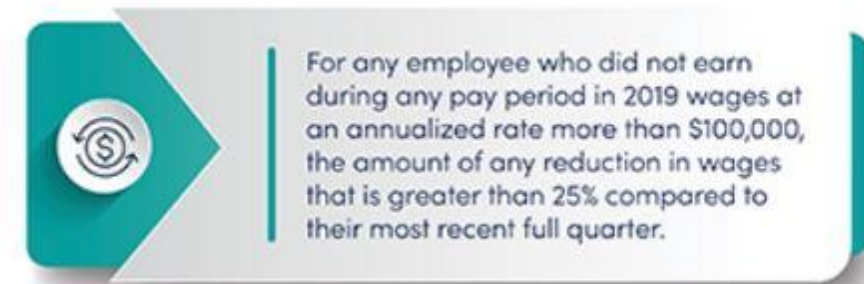 For any employee who did not earn
during any pay period in 2019 wages at
an annualized rate more than $100,000,
the amount of any reduction in wages
that is greater than 25% compared to
their most recent full quarter.